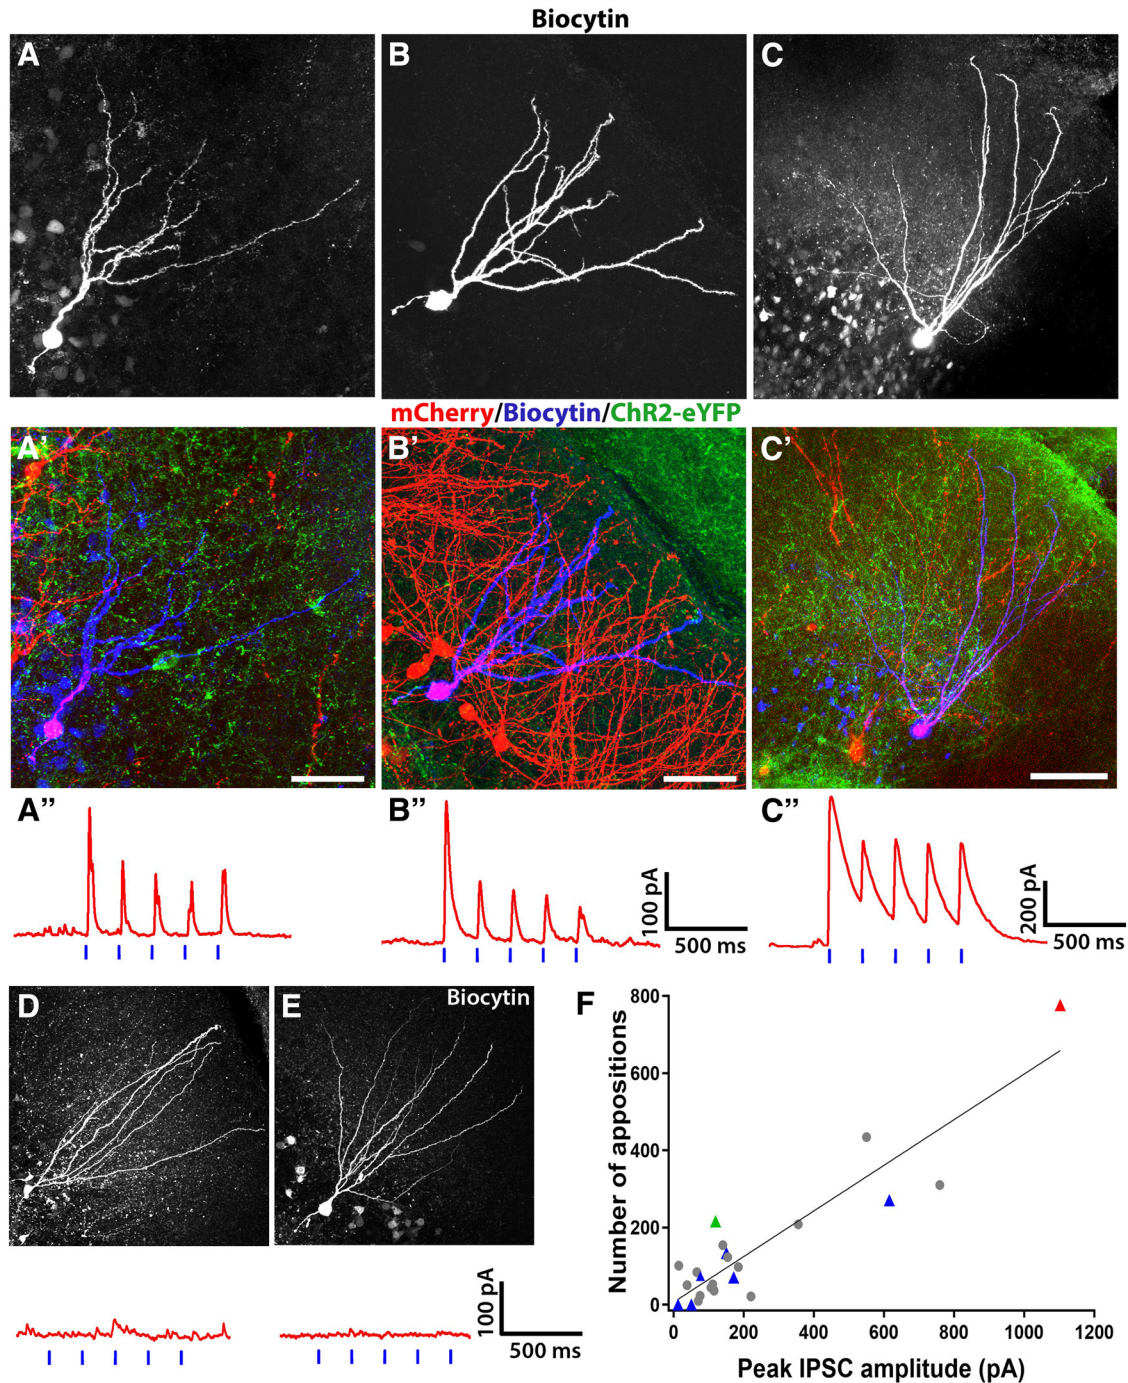 Biocytin
A
B
C
mCherry/Biocytin/ChR2-eYFP
A'
B'
C'
A''
B''
C''
100 pA
500 ms
200 pA
500 ms
D
E
Biocytin
F
100 pA
500 ms
Number of appositions
800
600
400
200
0
0
200
400
600
800
1000
1200
Peak IPSC amplitude (pA)